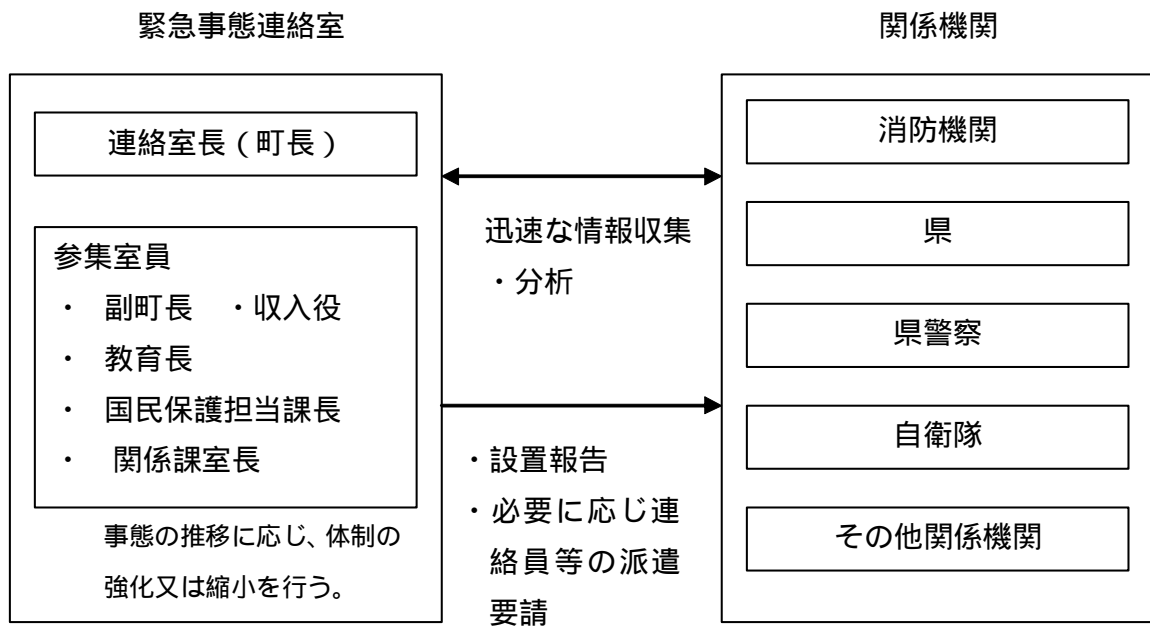 緊急事態連絡室
連絡室長（町長）
参集室員
・ 副町長 ・収入役
・ 教育長
・ 国民保護担当課長
・ 関係課室長
事態の推移に応じ、体制の
強化又は縮小を行う。
迅速な情報収集
・分析
・設置報告
・必要に応じ連
絡員等の派遣
要請
関係機関
消防機関
県
県警察
自衛隊
その他関係機関